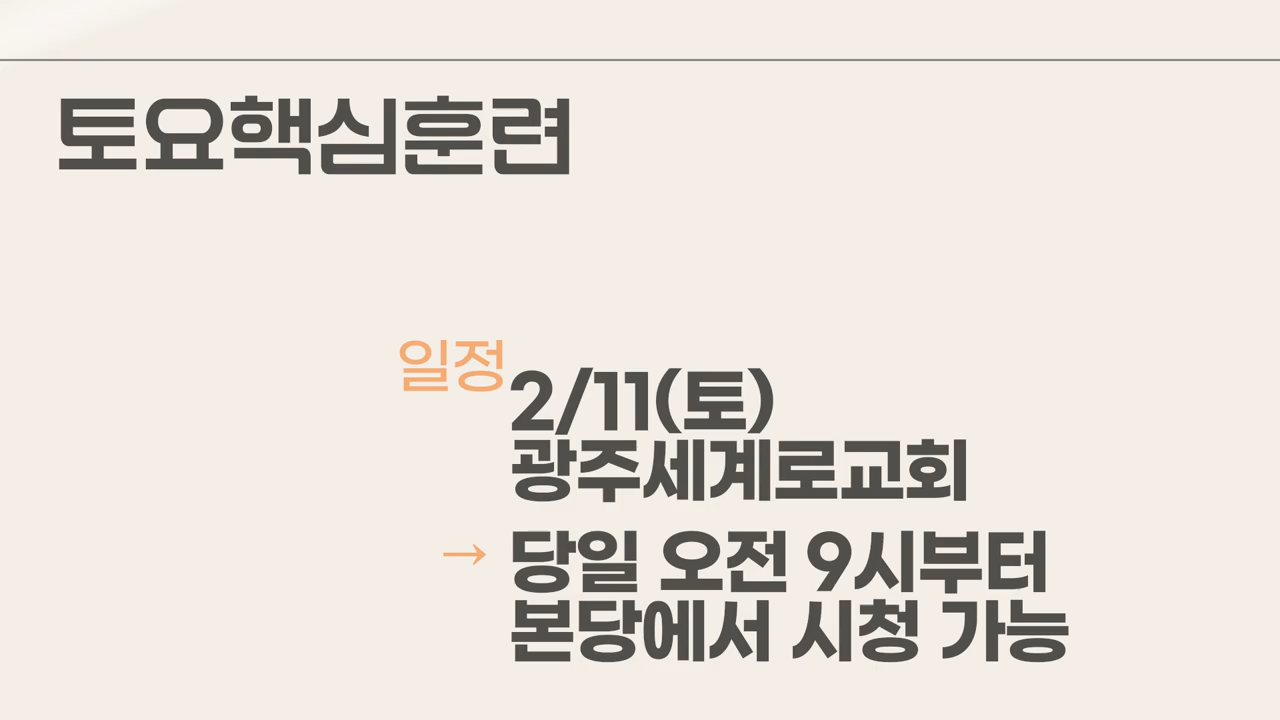 토요핵심훈련
일정
2/11(토)
광주세계로교회
→ 당일 오전 9시부터
본당에서 시청 가능